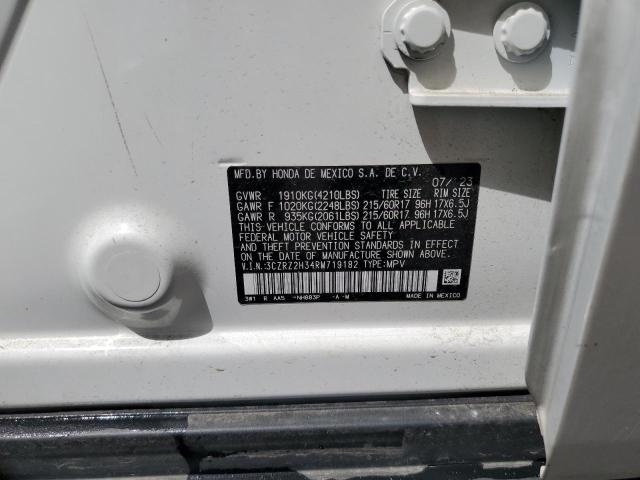 MFD.BY HONDA DE MEXICO S.A. DE C.V.
07/ 23
GVWR 1910KG(4210LBS) TIRE SIZE RIM SIZE
GAWR F 1020KG(2248LBS) 215/60R17 96H 17X6.5J
GAWR R 935KG(2061LBS) 215/60R17 96H 17X6.5J
THIS VEHICLE CONFORMS TO ALL APPLICABLE
FEDERAL MOTOR VEHICLE SAFETY
AND THEFT PREVENTION STANDARDS IN EFFECT
ON THE DATE OF MANUFACTURE SHOWN ABOVE.
V.I.N.:3CZRZ2H34RM719182 TYPE:MPV
3W1 R AA5 -NH883P -A-M